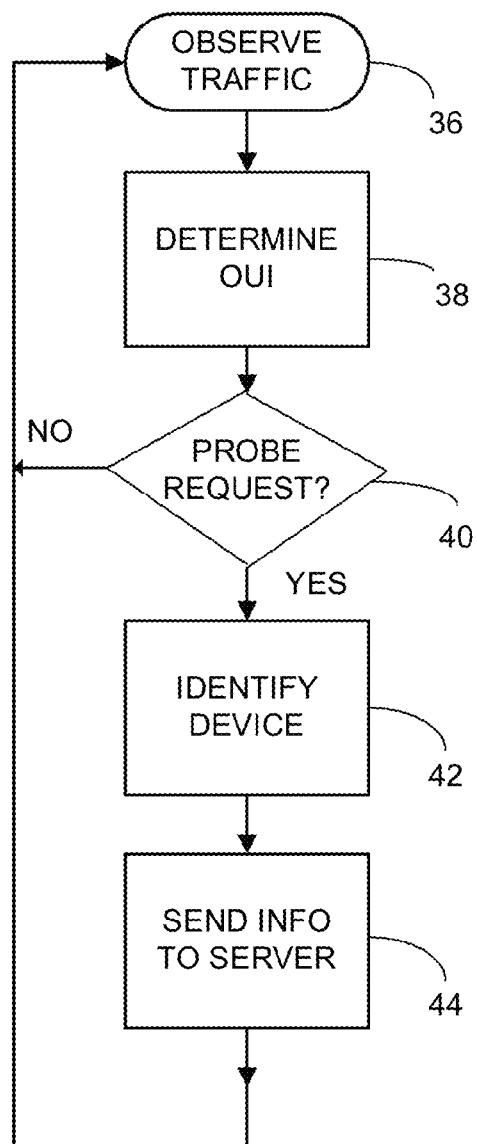 OBSERVE
TRAFFIC
36
DETERMINE
OUI
38
NO
PROBE
REQUEST?
40
YES
IDENTIFY
DEVICE
42
SEND INFO
TO SERVER
44